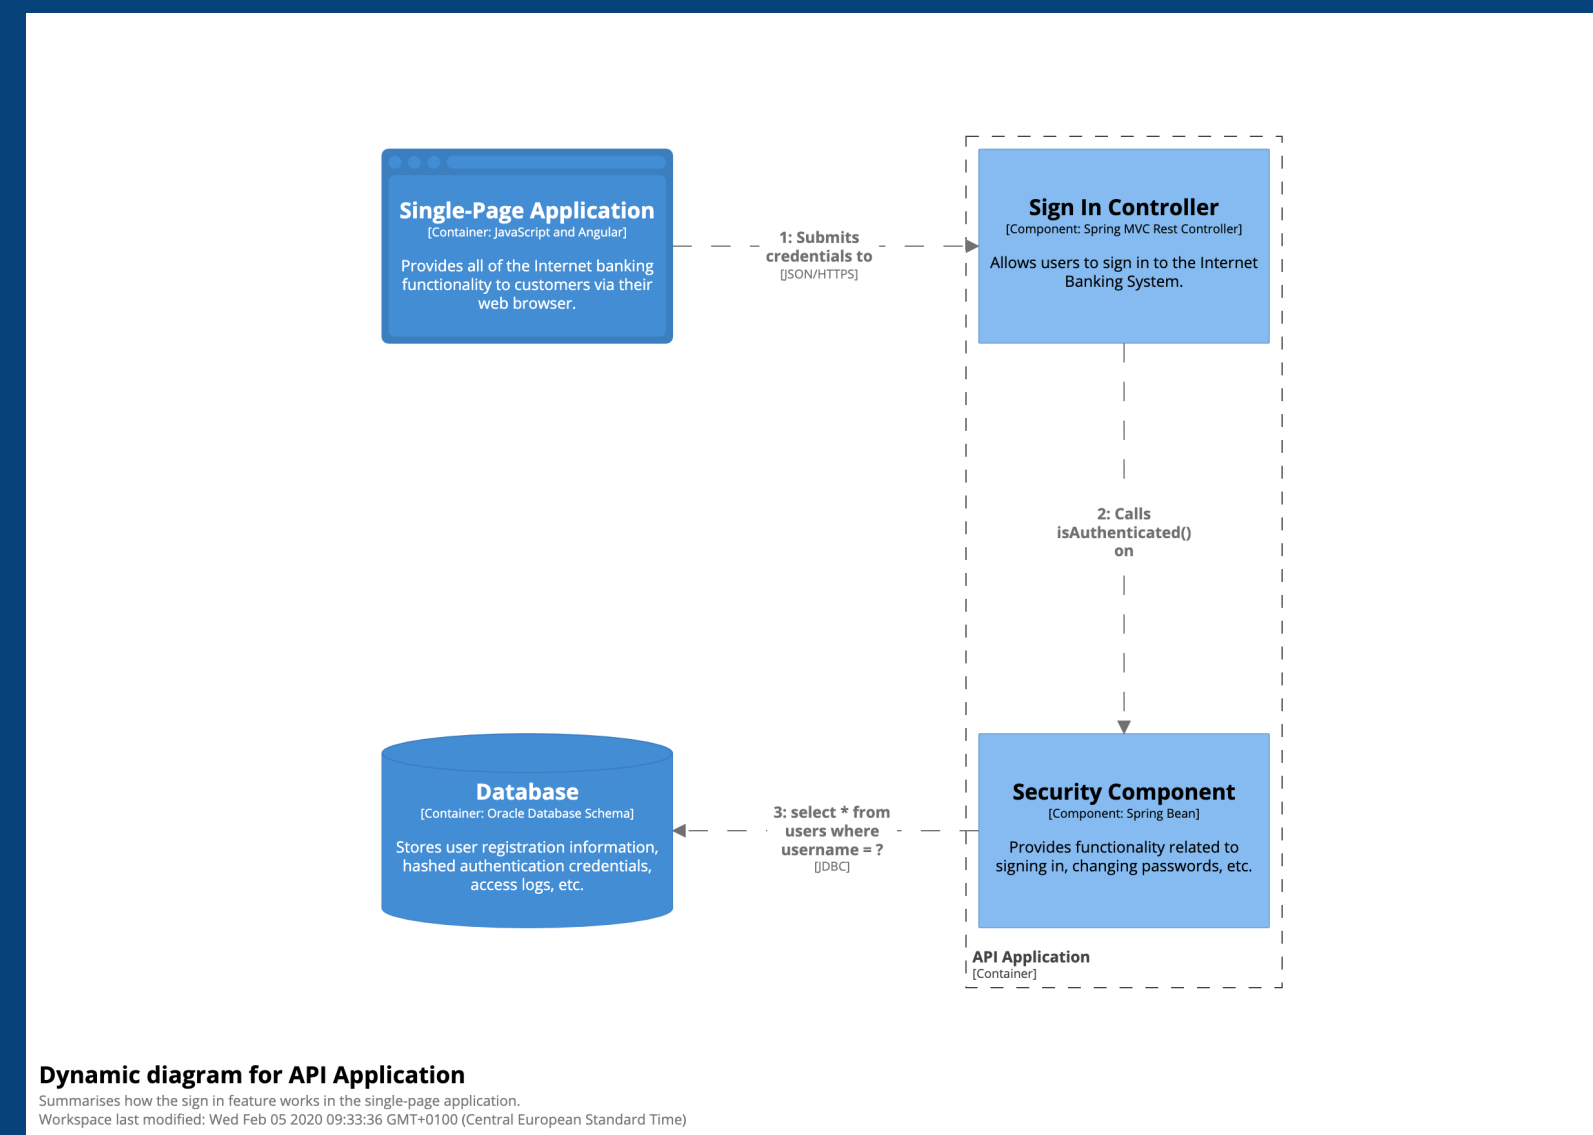 Single-Page Application
[Container: JavaScript and Angular]
Provides all of the Internet banking
functionality to customers via their
web browser.
1: Submits
credentials to
[JSON/HTTPS]
Sign In Controller
[Component: Spring MVC Rest Controller]
Allows users to sign in to the Internet
Banking System.
2: Calls
isAuthenticated()
on
Database
[Container: Oracle Database Schema]
Stores user registration information,
hashed authentication credentials,
access logs, etc.
3: select * from
users where
username = ?
[JDBC]
Security Component
[Component: Spring Bean]
Provides functionality related to
signing in, changing passwords, etc.
API Application
[Container]
Dynamic diagram for API Application
Summarises how the sign in feature works in the single-page application.
Workspace last modified: Wed Feb 05 2020 09:33:36 GMT+0100 (Central European Standard Time)